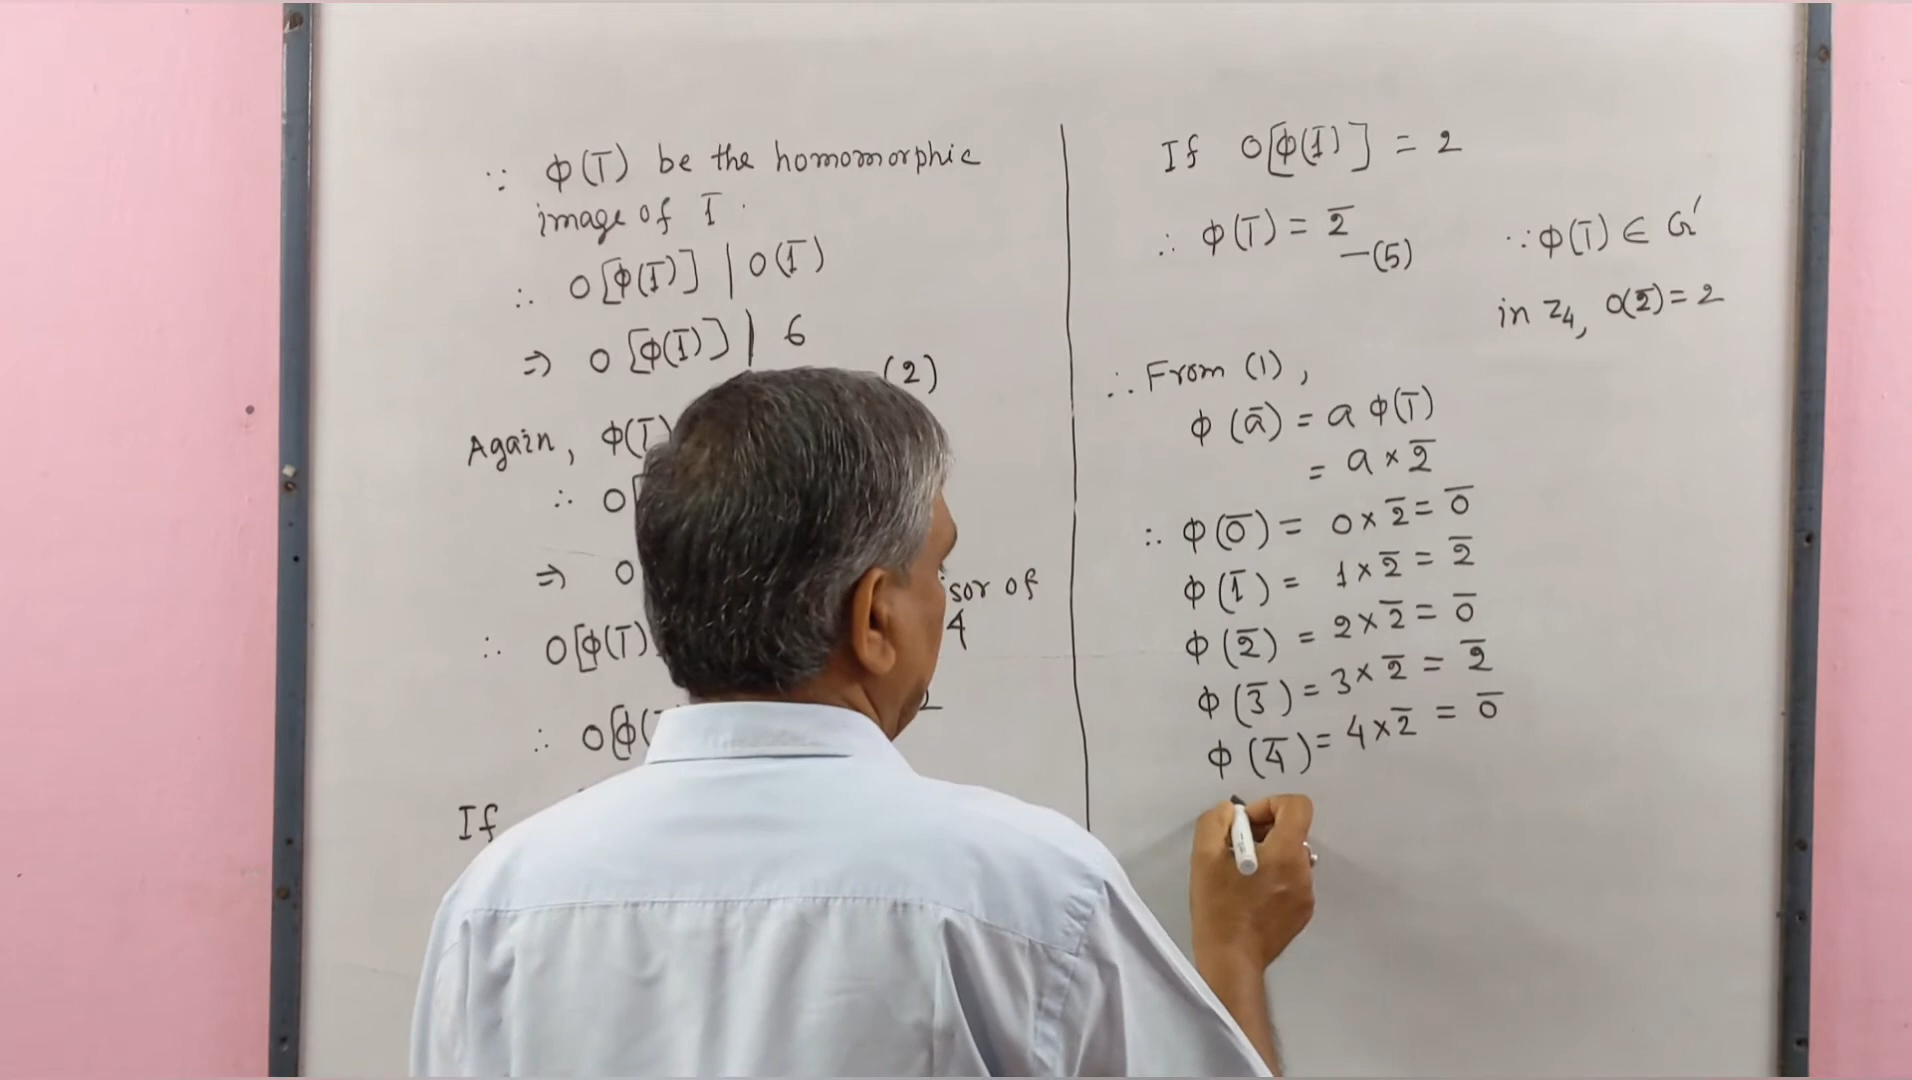 ∵ φ(1̄) be the homomorphic
image of 1̄.
∴ O[φ(1̄)] | O(1̄)
⇒ O[φ(1̄)] | 6
(2)
Again, φ(1̄)
∴ O[
⇒ O sor of
4
∴ O[φ(1̄)
∴ O[φ( 2
If
If O[φ(1̄)] = 2
∴ φ(1̄) = 2̄ ∵ φ(1̄) ∈ G'
—(5)
in Z₄, O(2̄) = 2
∴ From (1),
φ(ā) = a φ(1̄)
= a × 2̄
∴ φ(0̄) = 0 × 2̄ = 0̄
φ(1̄) = 1 × 2̄ = 2̄
φ(2̄) = 2 × 2̄ = 0̄
φ(3̄) = 3 × 2̄ = 2̄
φ(4̄) = 4 × 2̄ = 0̄